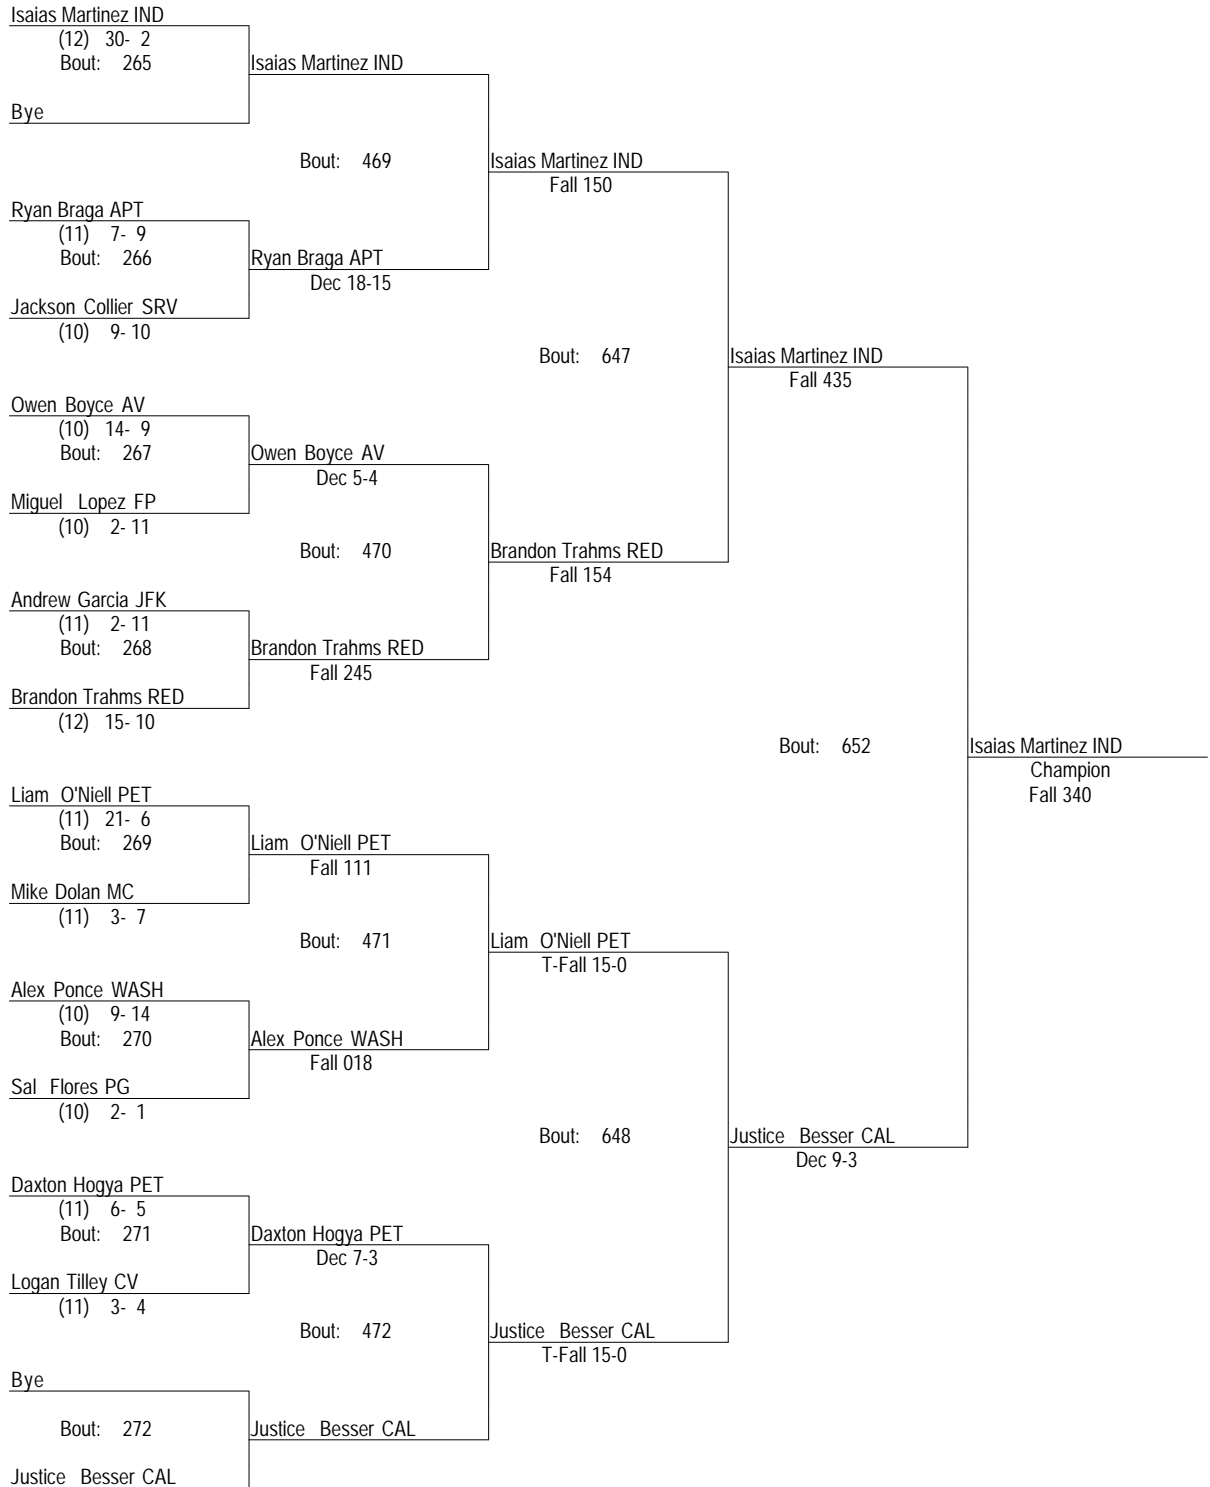 Isaias Martinez IND
(12) 30- 2
Bout: 265
Isaias Martinez IND
Bye
Bout: 469
Isaias Martinez IND
Fall 150
Ryan Braga APT
(11) 7- 9
Bout: 266
Ryan Braga APT
Dec 18-15
Jackson Collier SRV
(10) 9- 10
Bout: 647
Isaias Martinez IND
Fall 435
Owen Boyce AV
(10) 14- 9
Bout: 267
Owen Boyce AV
Dec 5-4
Miguel Lopez FP
(10) 2- 11
Bout: 470
Brandon Trahms RED
Fall 154
Andrew Garcia JFK
(11) 2- 11
Bout: 268
Brandon Trahms RED
Fall 245
Brandon Trahms RED
(12) 15- 10
Bout: 652
Isaias Martinez IND
Champion
Fall 340
Liam O'Niell PET
(11) 21- 6
Bout: 269
Liam O'Niell PET
Fall 111
Mike Dolan MC
(11) 3- 7
Bout: 471
Liam O'Niell PET
T-Fall 15-0
Alex Ponce WASH
(10) 9- 14
Bout: 270
Alex Ponce WASH
Fall 018
Sal Flores PG
(10) 2- 1
Bout: 648
Justice Besser CAL
Dec 9-3
Daxton Hogya PET
(11) 6- 5
Bout: 271
Daxton Hogya PET
Dec 7-3
Logan Tilley CV
(11) 3- 4
Bout: 472
Justice Besser CAL
T-Fall 15-0
Bye
Bout: 272
Justice Besser CAL
Justice Besser CAL